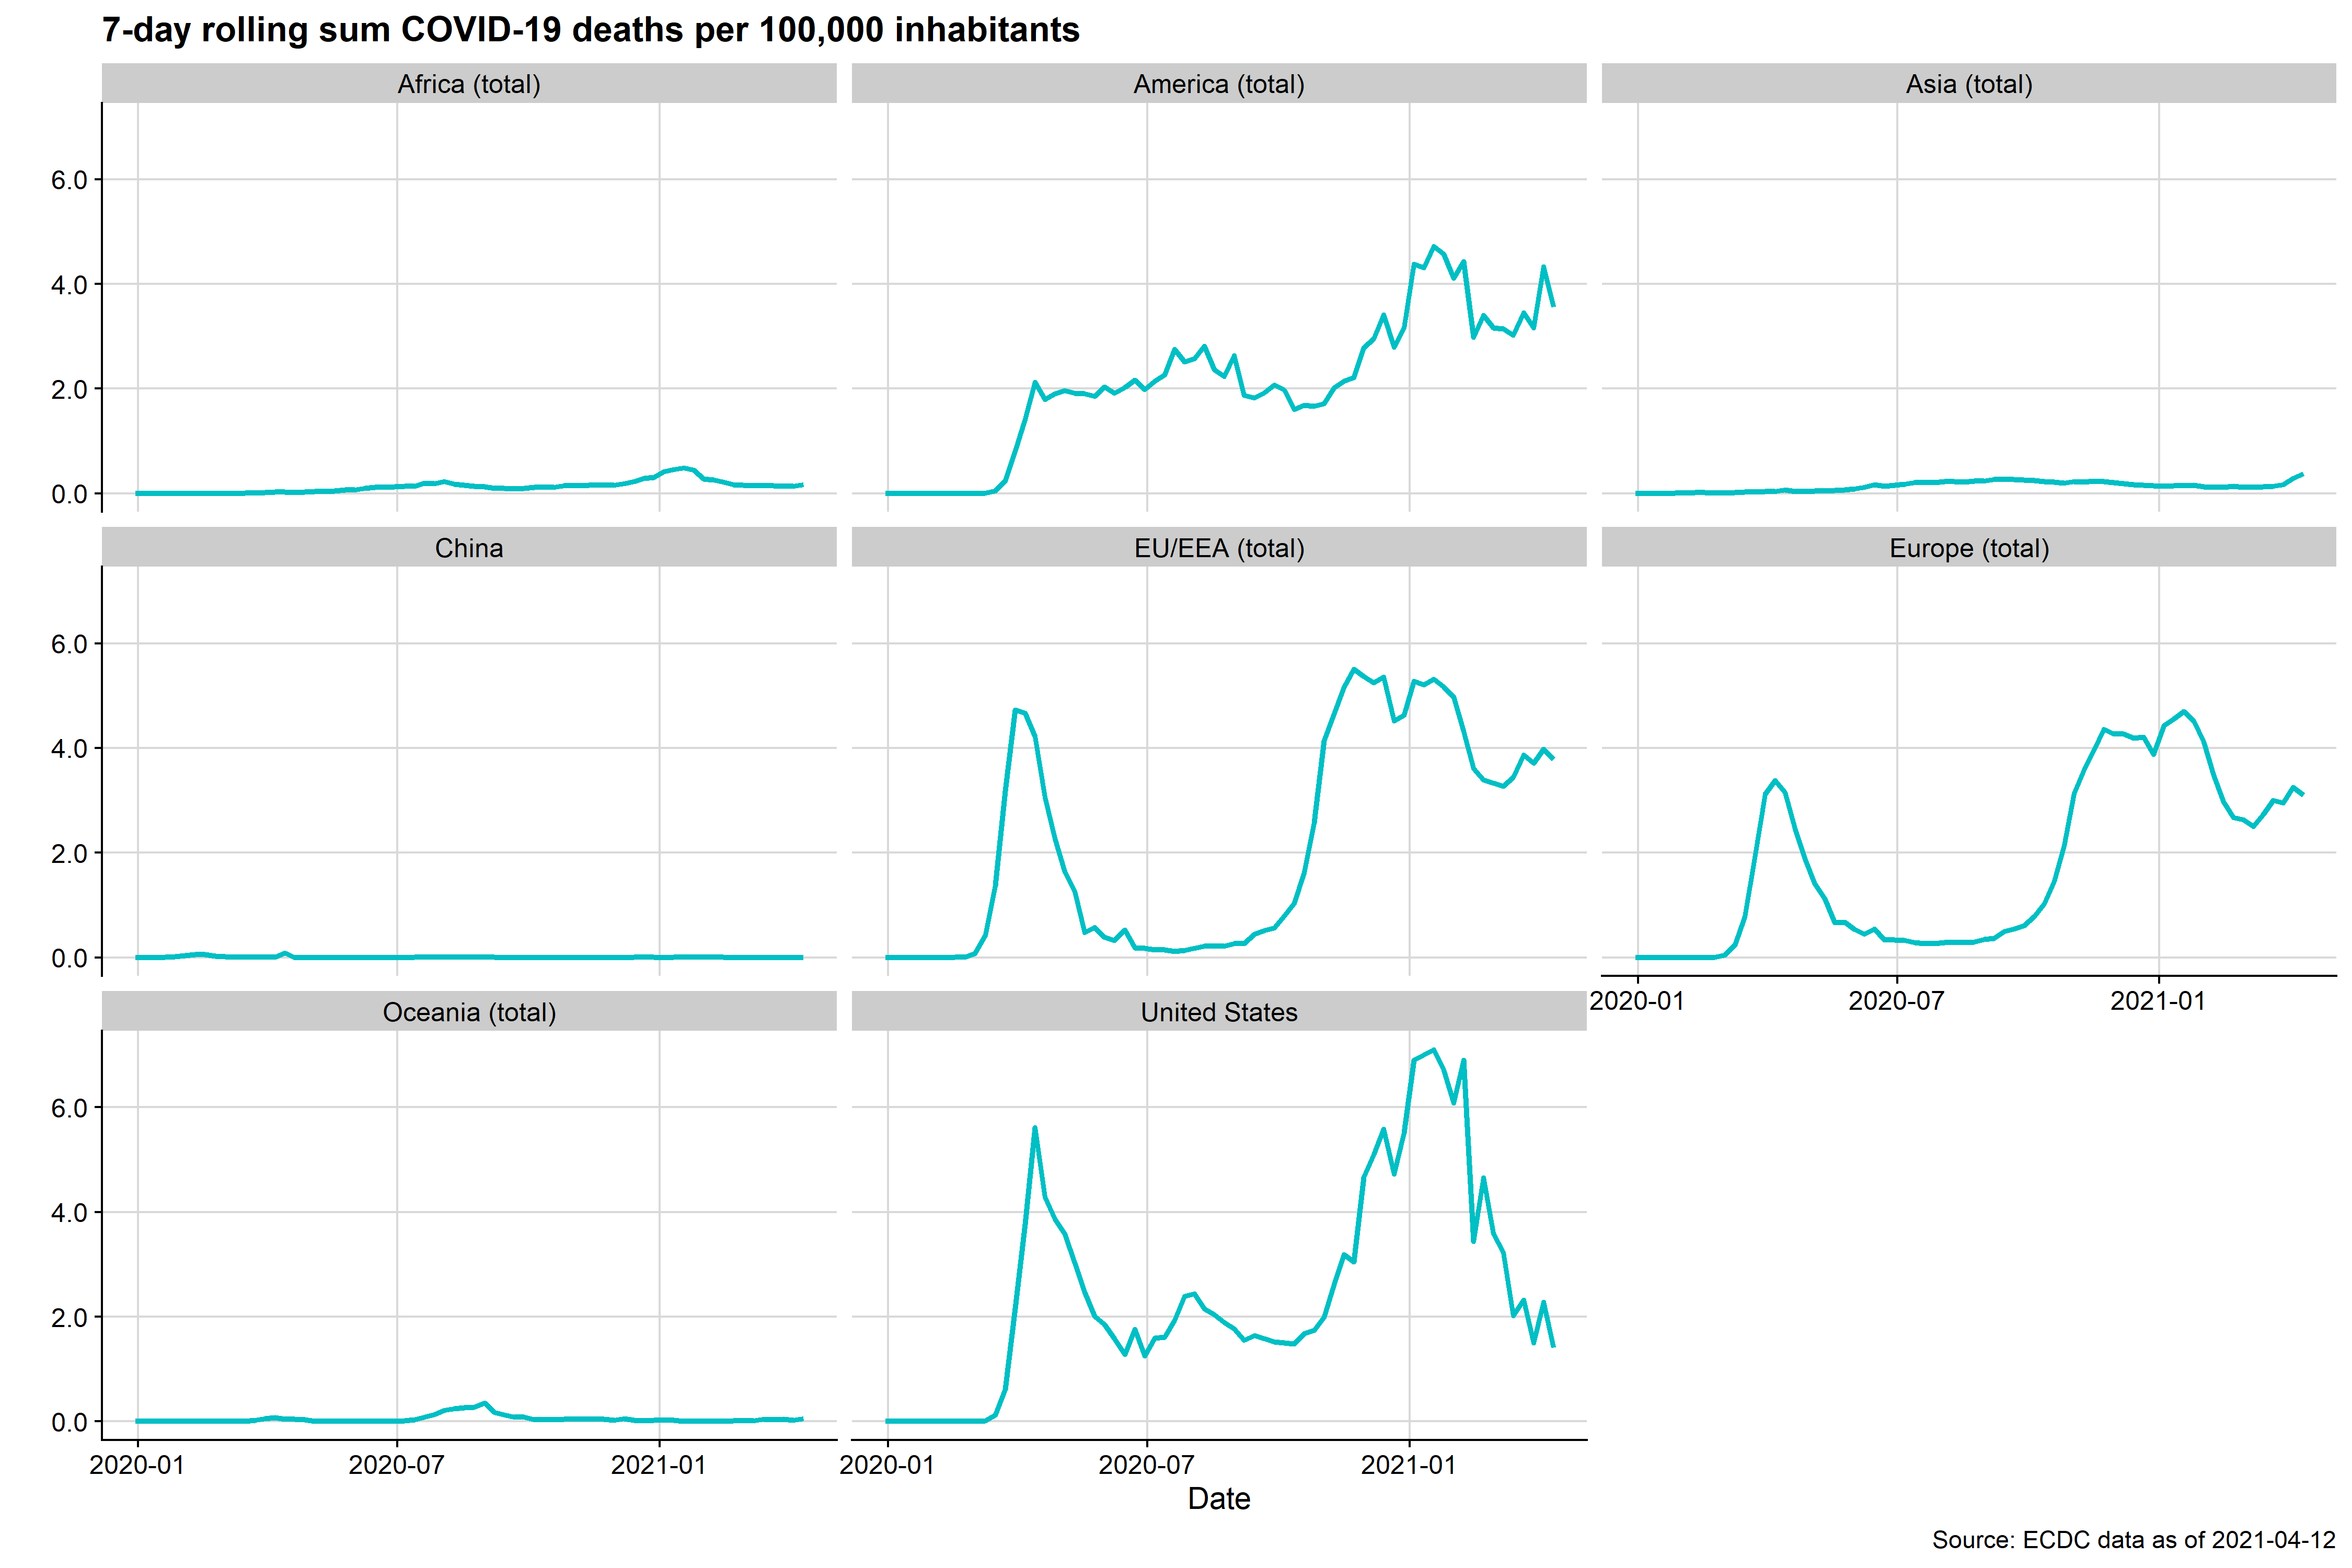 7-day rolling sum COVID-19 deaths per 100,000 inhabitants
Africa (total)
America (total)
Asia (total)
6.0
4.0
2.0
0.0
China
EU/EEA (total)
Europe (total)
6.0
4.0
2.0
0.0
2020-01
2020-07
2021-01
Oceania (total)
United States
6.0
4.0
2.0
0.0
2020-01
2020-07
2021-01
2020-01
2020-07
2021-01
Date
Source: ECDC data as of 2021-04-12